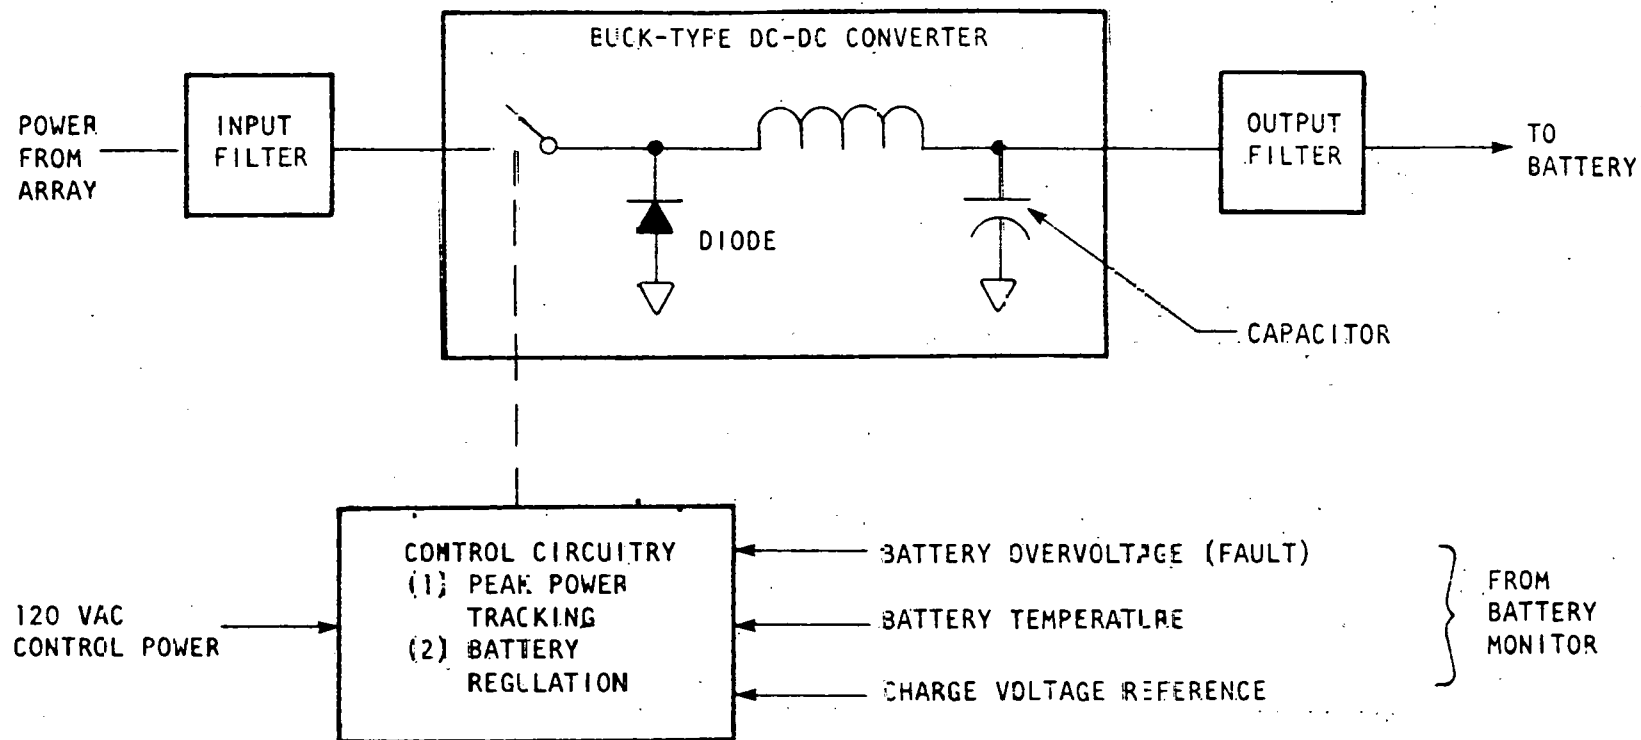 BUCK-TYPE DC-DC CONVERTER
POWER
FROM
ARRAY
INPUT
FILTER
OUTPUT
FILTER
TO
BATTERY
DIODE
CAPACITOR
CONTROL CIRCUITRY
(1) PEAK POWER
TRACKING
(2) BATTERY
REGULATION
120 VAC
CONTROL POWER
BATTERY OVERVOLTAGE (FAULT)
BATTERY TEMPERATURE
CHARGE VOLTAGE REFERENCE
FROM
BATTERY
MONITOR